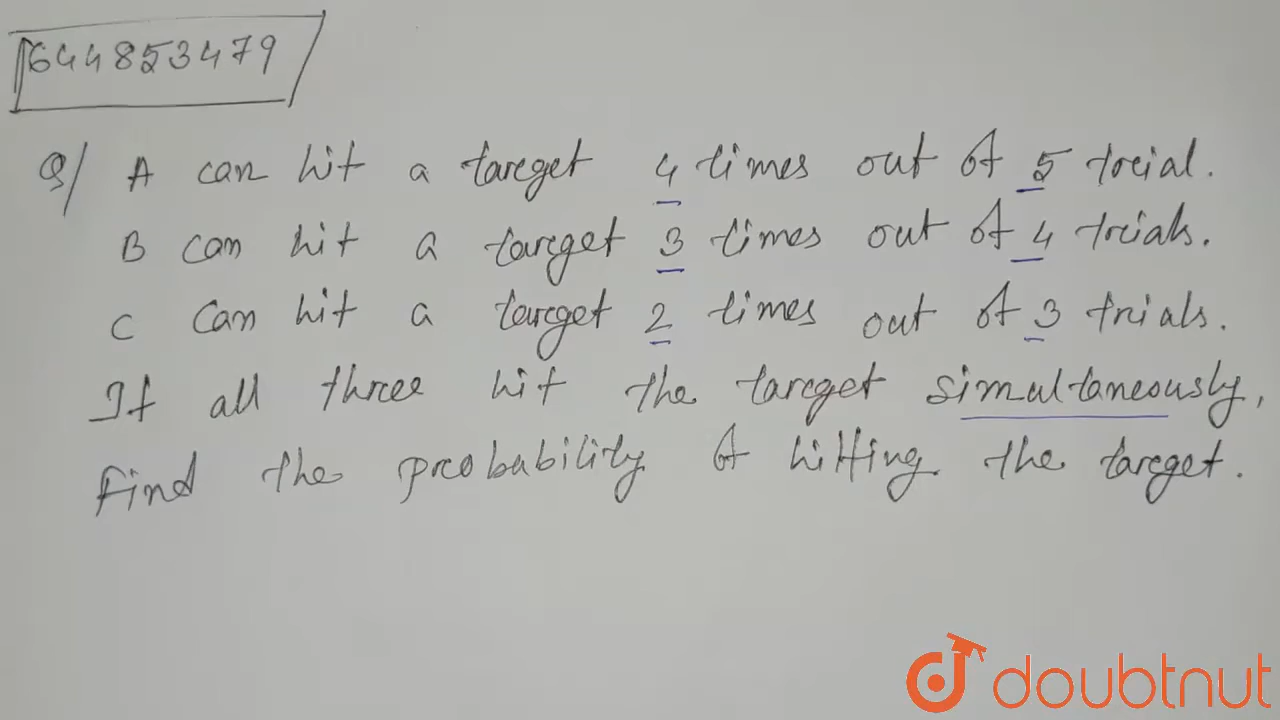 644853479
Q/ A can hit a target 4 times out of 5 trial.
B can hit a target 3 times out of 4 trials.
C can hit a target 2 times out of 3 trials.
If all three hit the target simultaneously,
Find the probability of hitting the target.
doubtnut